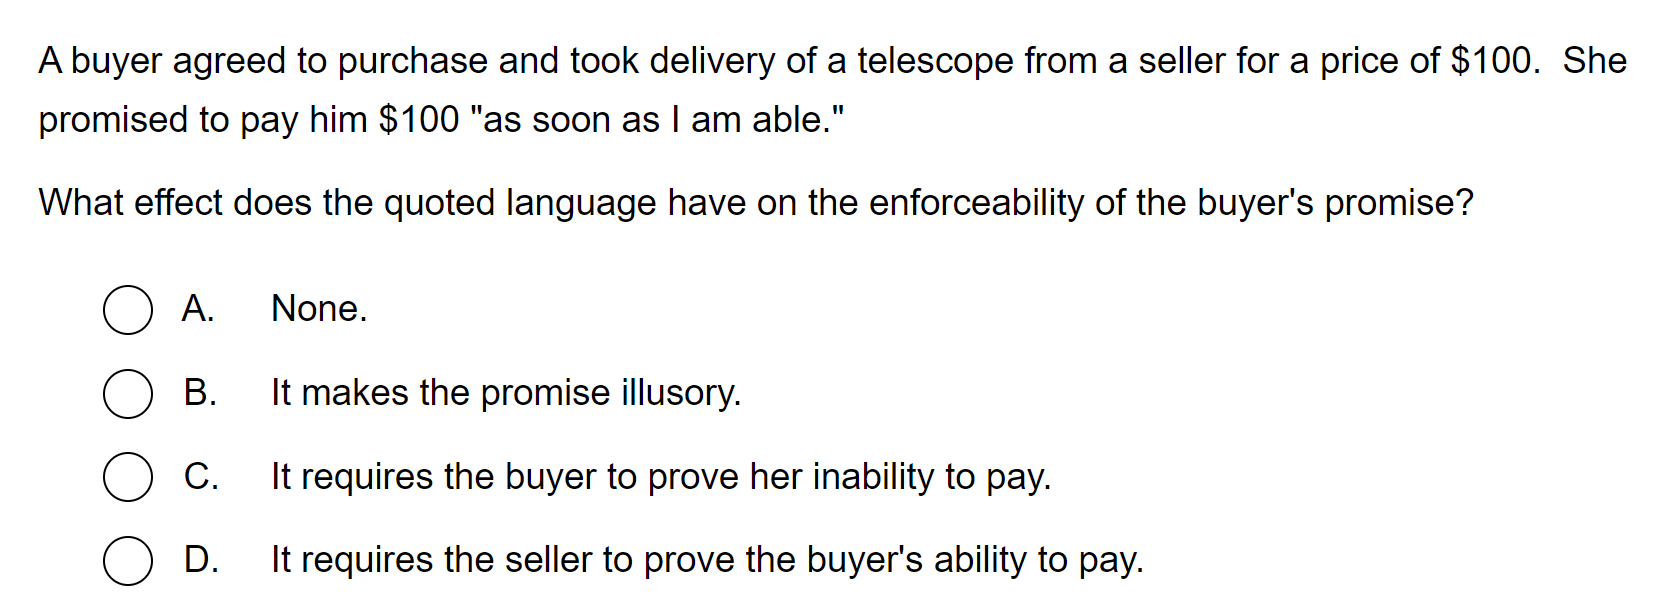 A buyer agreed to purchase and took delivery of a telescope from a seller for a price of $100.  She
promised to pay him $100 "as soon as I am able."
What effect does the quoted language have on the enforceability of the buyer's promise?
A. None.
B. It makes the promise illusory.
C. It requires the buyer to prove her inability to pay.
D. It requires the seller to prove the buyer's ability to pay.